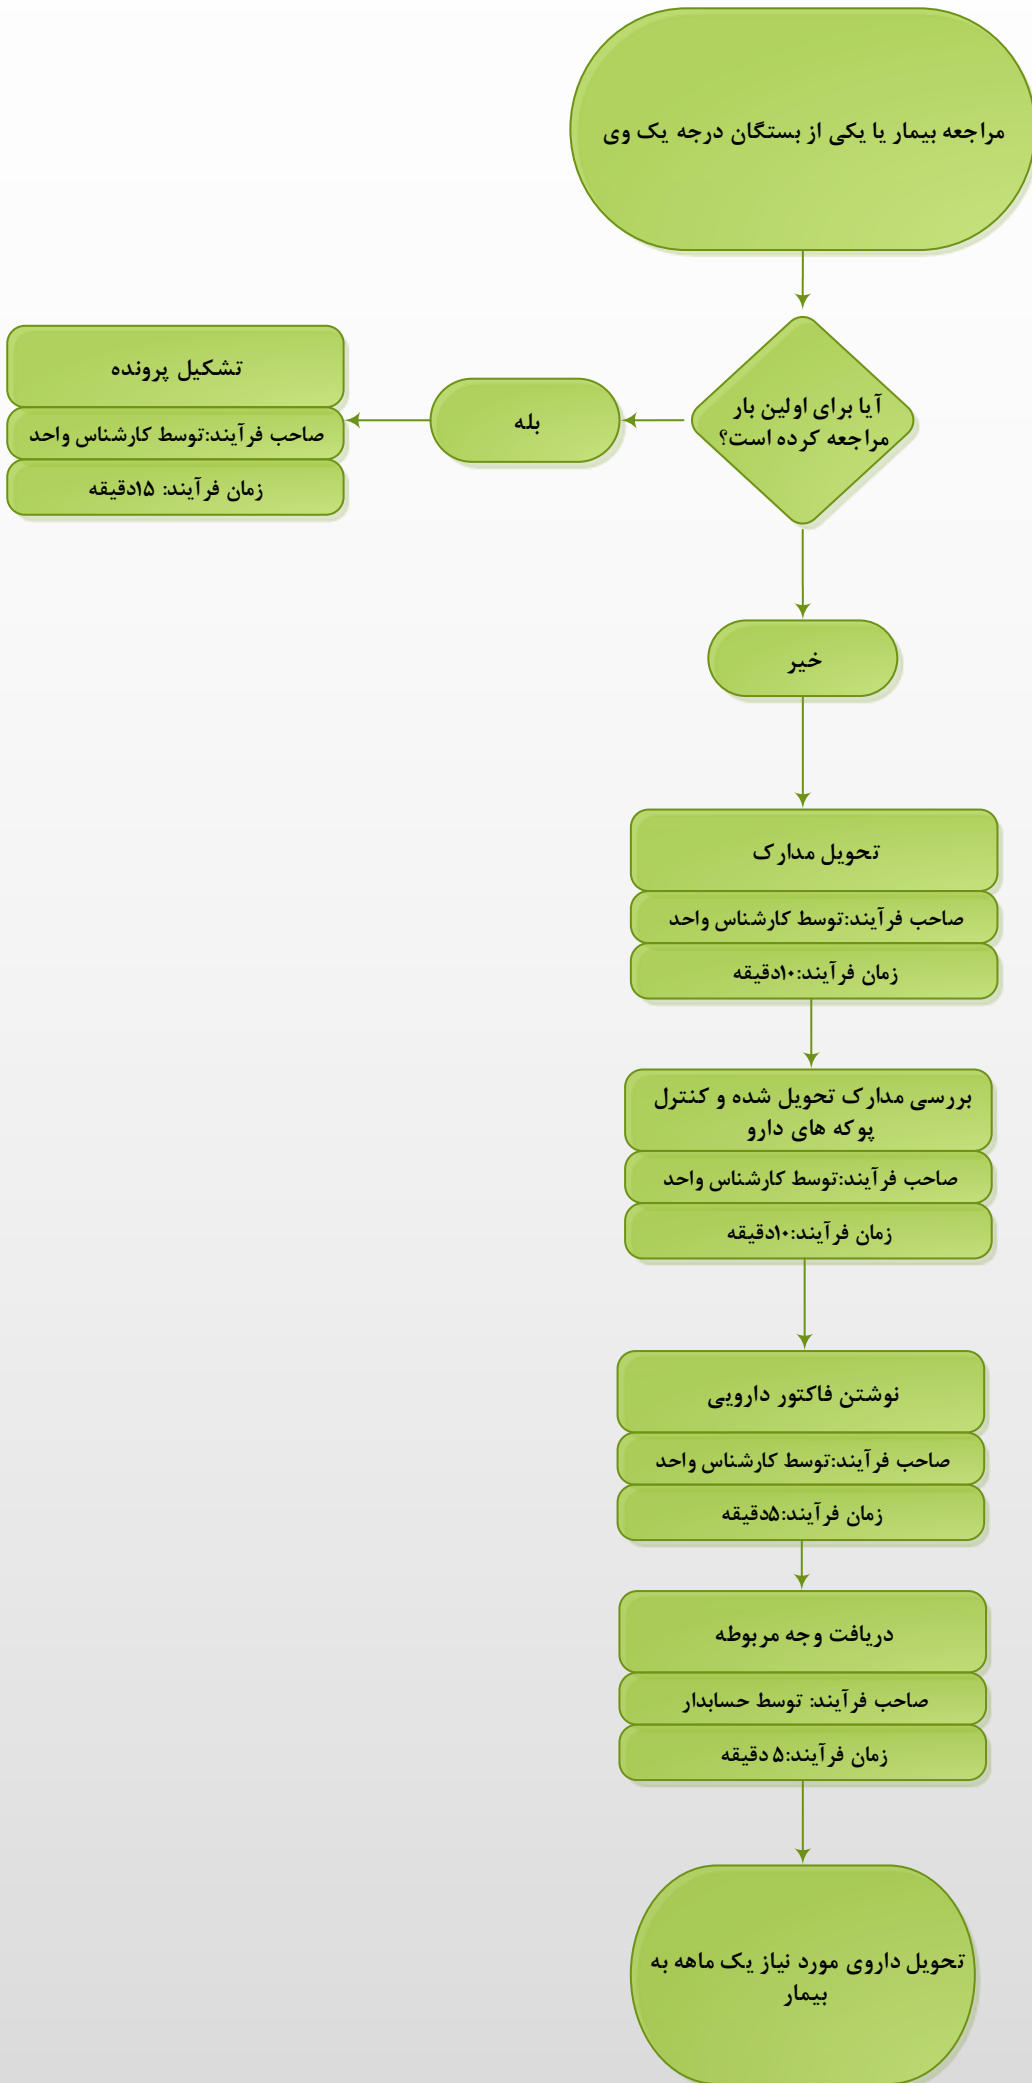 مراجعه بیمار یا یکی از بستگان درجه یک وی
آیا برای اولین بار
مراجعه کرده است؟
بله
تشکیل پرونده
صاحب فرآیند:توسط کارشناس واحد
زمان فرآیند: ۱۵دقیقه
خیر
تحویل مدارک
صاحب فرآیند:توسط کارشناس واحد
زمان فرآیند:۱۰دقیقه
بررسی مدارک تحویل شده و کنترل
پوکه های دارو
صاحب فرآیند:توسط کارشناس واحد
زمان فرآیند:۱۰دقیقه
نوشتن فاکتور دارویی
صاحب فرآیند:توسط کارشناس واحد
زمان فرآیند:۵دقیقه
دریافت وجه مربوطه
صاحب فرآیند: توسط حسابدار
زمان فرآیند:۵ دقیقه
تحویل داروی مورد نیاز یک ماهه به
بیمار